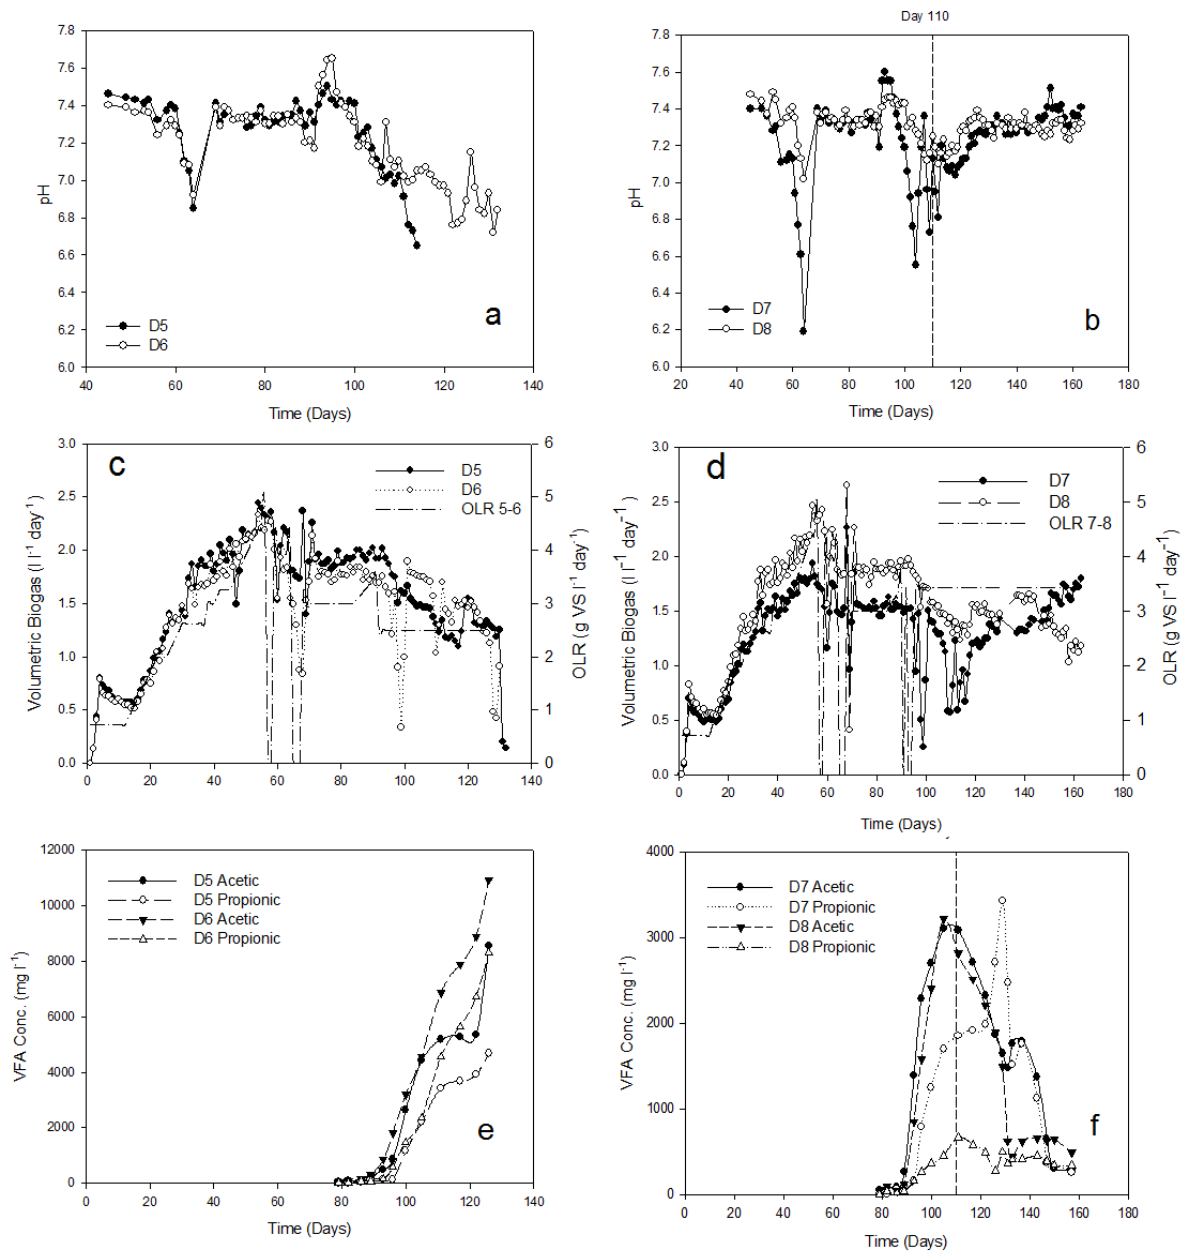 Day 110
7.8
7.6
7.4
7.2
7.0
6.8
6.6
6.4
6.2
6.0
pH
40
60
80
100
120
140
Time (Days)
D5
D6
a
7.8
7.6
7.4
7.2
7.0
6.8
6.6
6.4
6.2
6.0
pH
20
40
60
80
100
120
140
160
180
Time (Days)
D7
D8
b
c
3.0
2.5
2.0
1.5
1.0
0.5
0.0
Volumetric Biogas (l l⁻¹ day⁻¹)
6
5
4
3
2
1
0
OLR (g VS l⁻¹ day⁻¹)
D5
D6
OLR 5-6
0
20
40
60
80
100
120
140
Time (Days)
d
3.0
2.5
2.0
1.5
1.0
0.5
0.0
Volumetric Biogas (l l⁻¹ day⁻¹)
6
5
4
3
2
1
0
OLR (g VS l⁻¹ day⁻¹)
D7
D8
OLR 7-8
0
20
40
60
80
100
120
140
160
180
Time (Days)
12000
10000
8000
6000
4000
2000
0
VFA Conc. (mg l⁻¹)
D5 Acetic
D5 Propionic
D6 Acetic
D6 Propionic
e
0
20
40
60
80
100
120
140
Time (Days)
4000
3000
2000
1000
0
VFA Conc. (mg l⁻¹)
D7 Acetic
D7 Propionic
D8 Acetic
D8 Propionic
f
0
20
40
60
80
100
120
140
160
180
Time (Days)